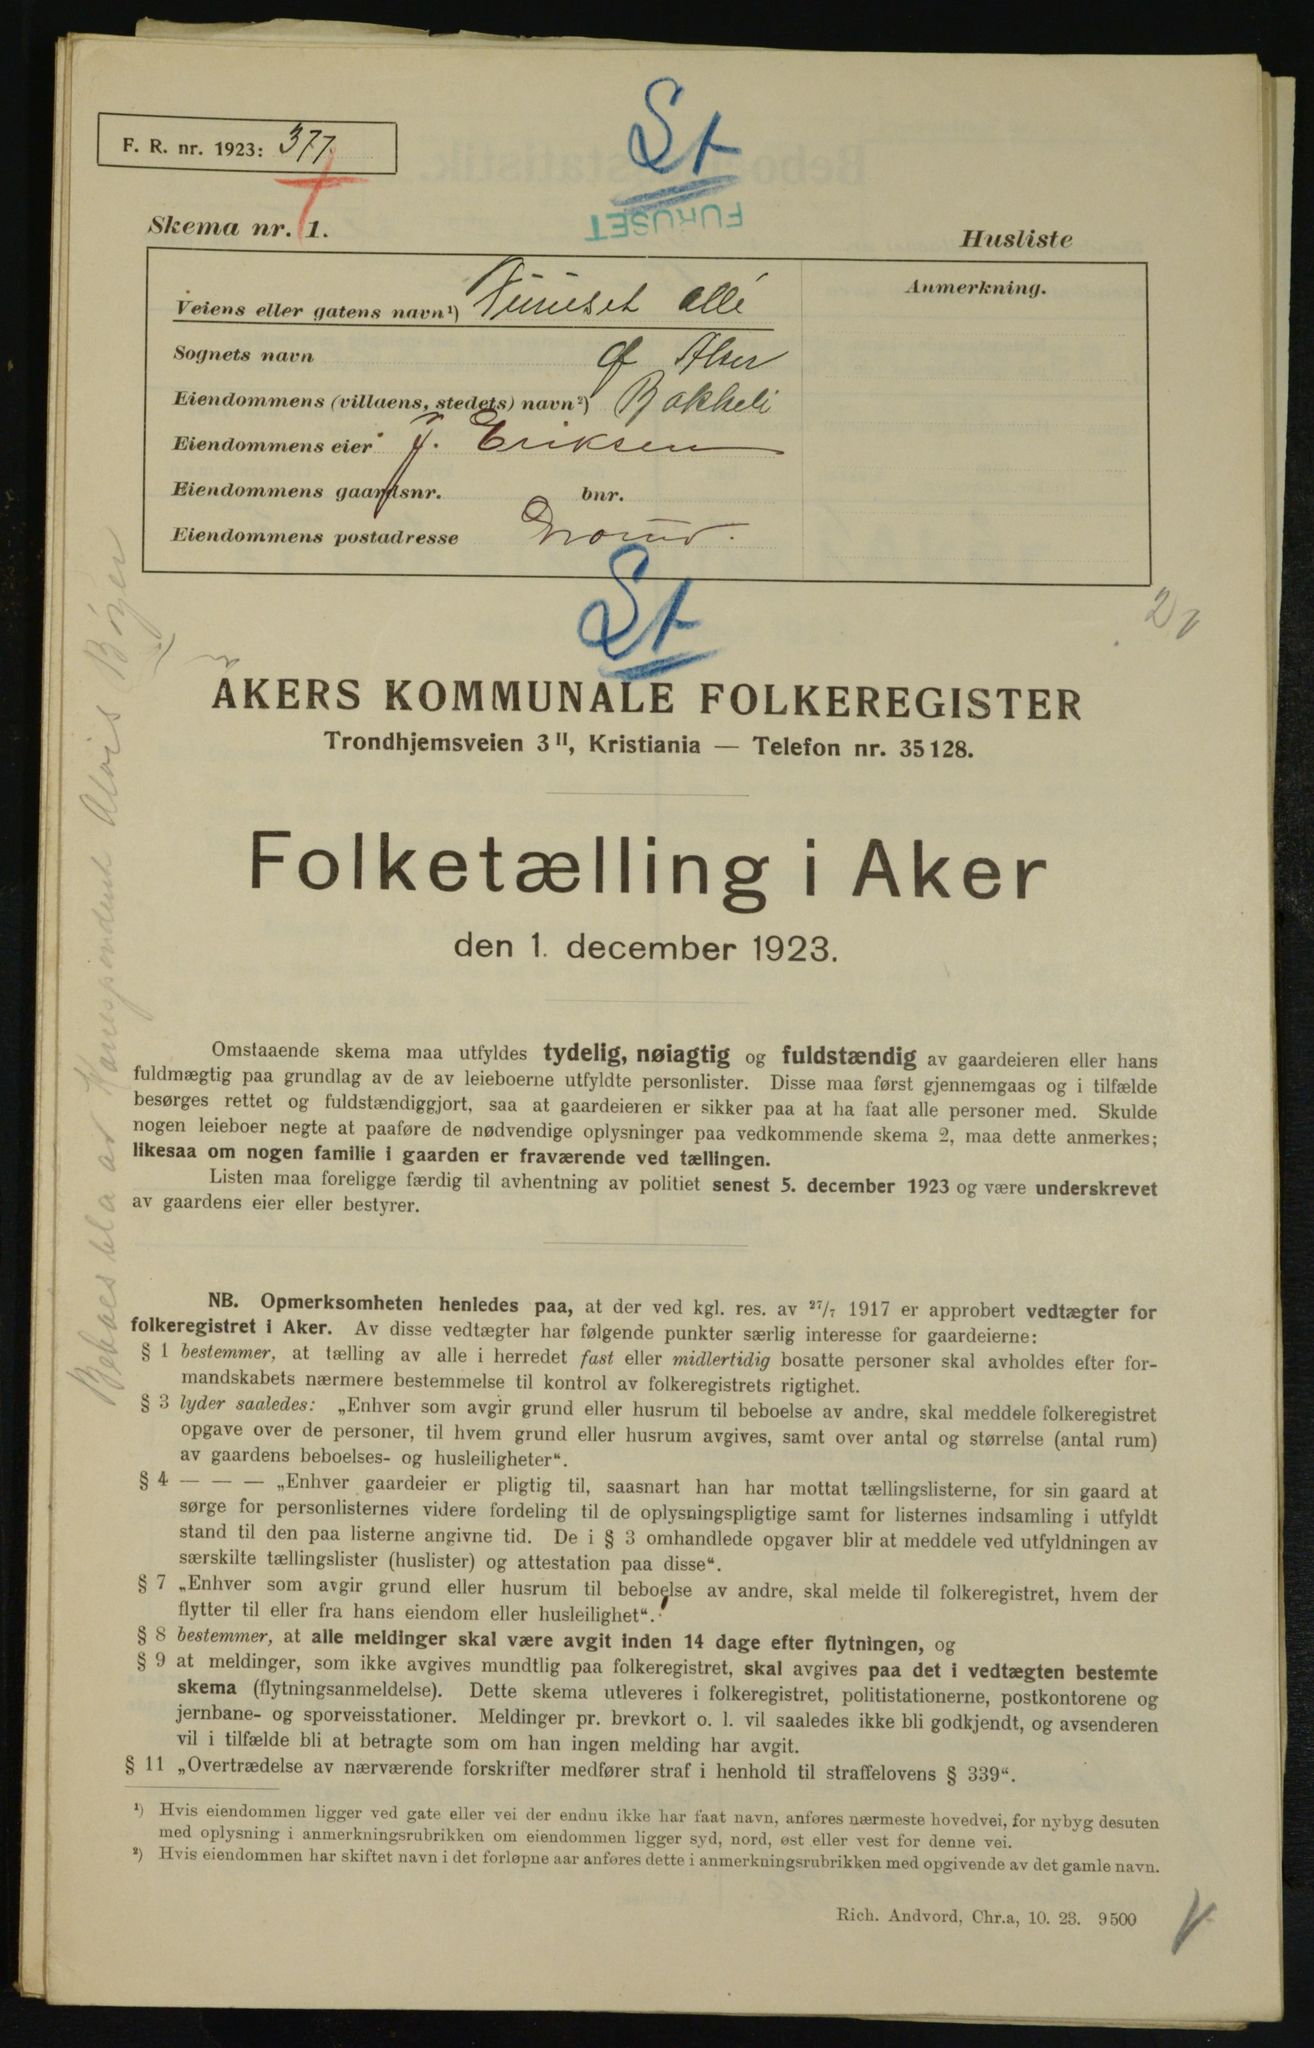 St
F. R. nr. 1923: 377.
FURUSET
Skema nr. 1.
Husliste
Veiens eller gatens navn¹) Furuset allé
Anmerkning.
Sognets navn
Eiendommens (villaens, stedets) navn²) Bakkeli
Eiendommens eier J. Eriksen
Eiendommens gaardsnr. bnr.
Eiendommens postadresse Grorud.
St
2
ÅKERS KOMMUNALE FOLKEREGISTER
Trondhjemsveien 3 II, Kristiania — Telefon nr. 35128.
Folketælling i Aker
den 1. december 1923.
Omstaaende skema maa utfyldes tydelig, nøiagtig og fuldstændig av gaardeieren eller hans
fuldmægtig paa grundlag av de av leieboerne utfyldte personlister. Disse maa først gjennemgaas og i tilfælde
besørges rettet og fuldstændiggjort, saa at gaardeieren er sikker paa at ha faat alle personer med. Skulde
nogen leieboer negte at paaføre de nødvendige oplysninger paa vedkommende skema 2, maa dette anmerkes;
likesaa om nogen familie i gaarden er fraværende ved tællingen.
Listen maa foreligge færdig til avhentning av politiet senest 5. december 1923 og være underskrevet
av gaardens eier eller bestyrer.
NB. Opmerksomheten henledes paa, at der ved kgl. res. av 27/7 1917 er approbert vedtægter for
folkeregistret i Aker. Av disse vedtægter har følgende punkter særlig interesse for gaardeierne:
§ 1 bestemmer, at tælling av alle i herredet fast eller midlertidig bosatte personer skal avholdes efter for-
mandskabets nærmere bestemmelse til kontrol av folkeregistrets rigtighet.
§ 3 lyder saaledes: „Enhver som avgir grund eller husrum til beboelse av andre, skal meddele folkeregistret
opgave over de personer, til hvem grund eller husrum avgives, samt over antal og størrelse (antal rum)
av gaardens beboelses- og husleiligheter“.
§ 4 — — — „Enhver gaardeier er pligtig til, saasnart han har mottat tællingslisterne, for sin gaard at
sørge for personlisternes videre fordeling til de oplysningspligtige samt for listernes indsamling i utfyldt
stand til den paa listerne angivne tid. De i § 3 omhandlede opgaver blir at meddele ved utfyldningen av
særskilte tællingslister (huslister) og attestation paa disse“.
§ 7 „Enhver som avgir grund eller husrum til beboelse av andre, skal melde til folkeregistret, hvem der
flytter til eller fra hans eiendom eller husleilighet“.
§ 8 bestemmer, at alle meldinger skal være avgit inden 14 dage efter flytningen, og
§ 9 at meldinger, som ikke avgives mundtlig paa folkeregistret, skal avgives paa det i vedtægten bestemte
skema (flytningsanmeldelse). Dette skema utleveres i folkeregistret, politistationerne, postkontorene og
jernbane- og sporveisstationer. Meldinger pr. brevkort o. l. vil saaledes ikke bli godkjendt, og avsenderen
vil i tilfælde bli at betragte som om han ingen melding har avgit.
§ 11 „Overtrædelse av nærværende forskrifter medfører straf i henhold til straffelovens § 339“.
¹) Hvis eiendommen ligger ved gate eller vei der endnu ikke har faat navn, anføres nærmeste hovedvei, for nybyg desuten
med oplysning i anmerkningsrubrikken om eiendommen ligger syd, nord, øst eller vest for denne vei.
²) Hvis eiendommen har skiftet navn i det forløpne aar anføres dette i anmerkningsrubrikken med opgivende av det gamle navn.
Rich. Andvord, Chr.a, 10. 23. 9500
Beboes bl a av Korrespondent Alois Böyer